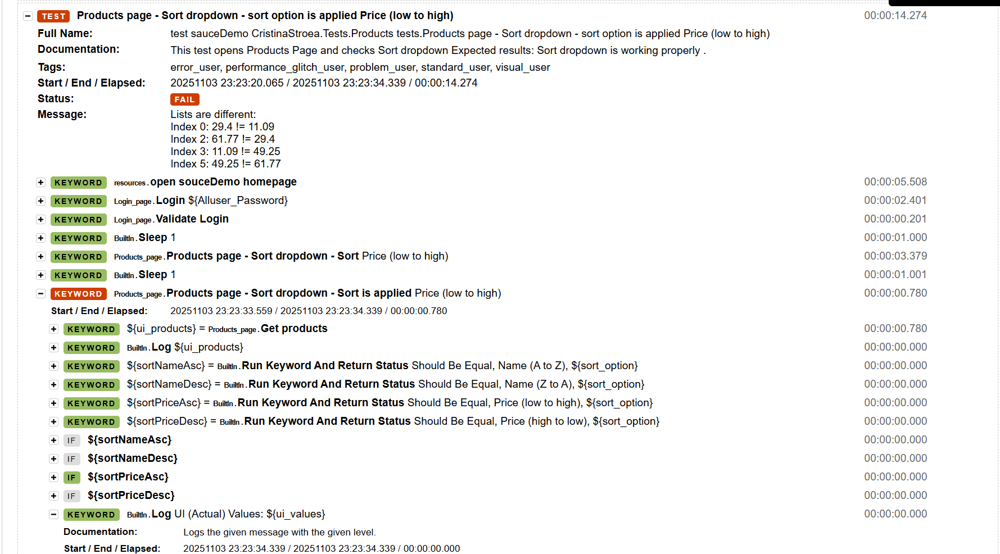 TEST Products page - Sort dropdown - sort option is applied Price (low to high) 00:00:14.274
Full Name: test sauceDemo CristinaStroea.Tests.Products tests.Products page - Sort dropdown - sort option is applied Price (low to high)
Documentation: This test opens Products Page and checks Sort dropdown Expected results: Sort dropdown is working properly .
Tags: error_user, performance_glitch_user, problem_user, standard_user, visual_user
Start / End / Elapsed: 20251103 23:23:20.065 / 20251103 23:23:34.339 / 00:00:14.274
Status: FAIL
Message: Lists are different:
Index 0: 29.4 != 11.09
Index 2: 61.77 != 29.4
Index 3: 11.09 != 49.25
Index 5: 49.25 != 61.77
KEYWORD resources.open souceDemo homepage 00:00:05.508
KEYWORD Login_page.Login ${Alluser_Password} 00:00:02.401
KEYWORD Login_page.Validate Login 00:00:00.201
KEYWORD BuiltIn.Sleep 1 00:00:01.000
KEYWORD Products_page.Products page - Sort dropdown - Sort Price (low to high) 00:00:03.379
KEYWORD BuiltIn.Sleep 1 00:00:01.001
KEYWORD Products_page.Products page - Sort dropdown - Sort is applied Price (low to high) 00:00:00.780
Start / End / Elapsed: 20251103 23:23:33.559 / 20251103 23:23:34.339 / 00:00:00.780
KEYWORD ${ui_products} = Products_page.Get products 00:00:00.780
KEYWORD BuiltIn.Log ${ui_products} 00:00:00.000
KEYWORD ${sortNameAsc} = BuiltIn.Run Keyword And Return Status Should Be Equal, Name (A to Z), ${sort_option} 00:00:00.000
KEYWORD ${sortNameDesc} = BuiltIn.Run Keyword And Return Status Should Be Equal, Name (Z to A), ${sort_option} 00:00:00.000
KEYWORD ${sortPriceAsc} = BuiltIn.Run Keyword And Return Status Should Be Equal, Price (low to high), ${sort_option} 00:00:00.000
KEYWORD ${sortPriceDesc} = BuiltIn.Run Keyword And Return Status Should Be Equal, Price (high to low), ${sort_option} 00:00:00.000
IF ${sortNameAsc} 00:00:00.000
IF ${sortNameDesc} 00:00:00.000
IF ${sortPriceAsc} 00:00:00.000
IF ${sortPriceDesc} 00:00:00.000
KEYWORD BuiltIn.Log UI (Actual) Values: ${ui_values} 00:00:00.000
Documentation: Logs the given message with the given level.
Start / End / Elapsed: 20251103 23:23:34.339 / 20251103 23:23:34.339 / 00:00:00.000